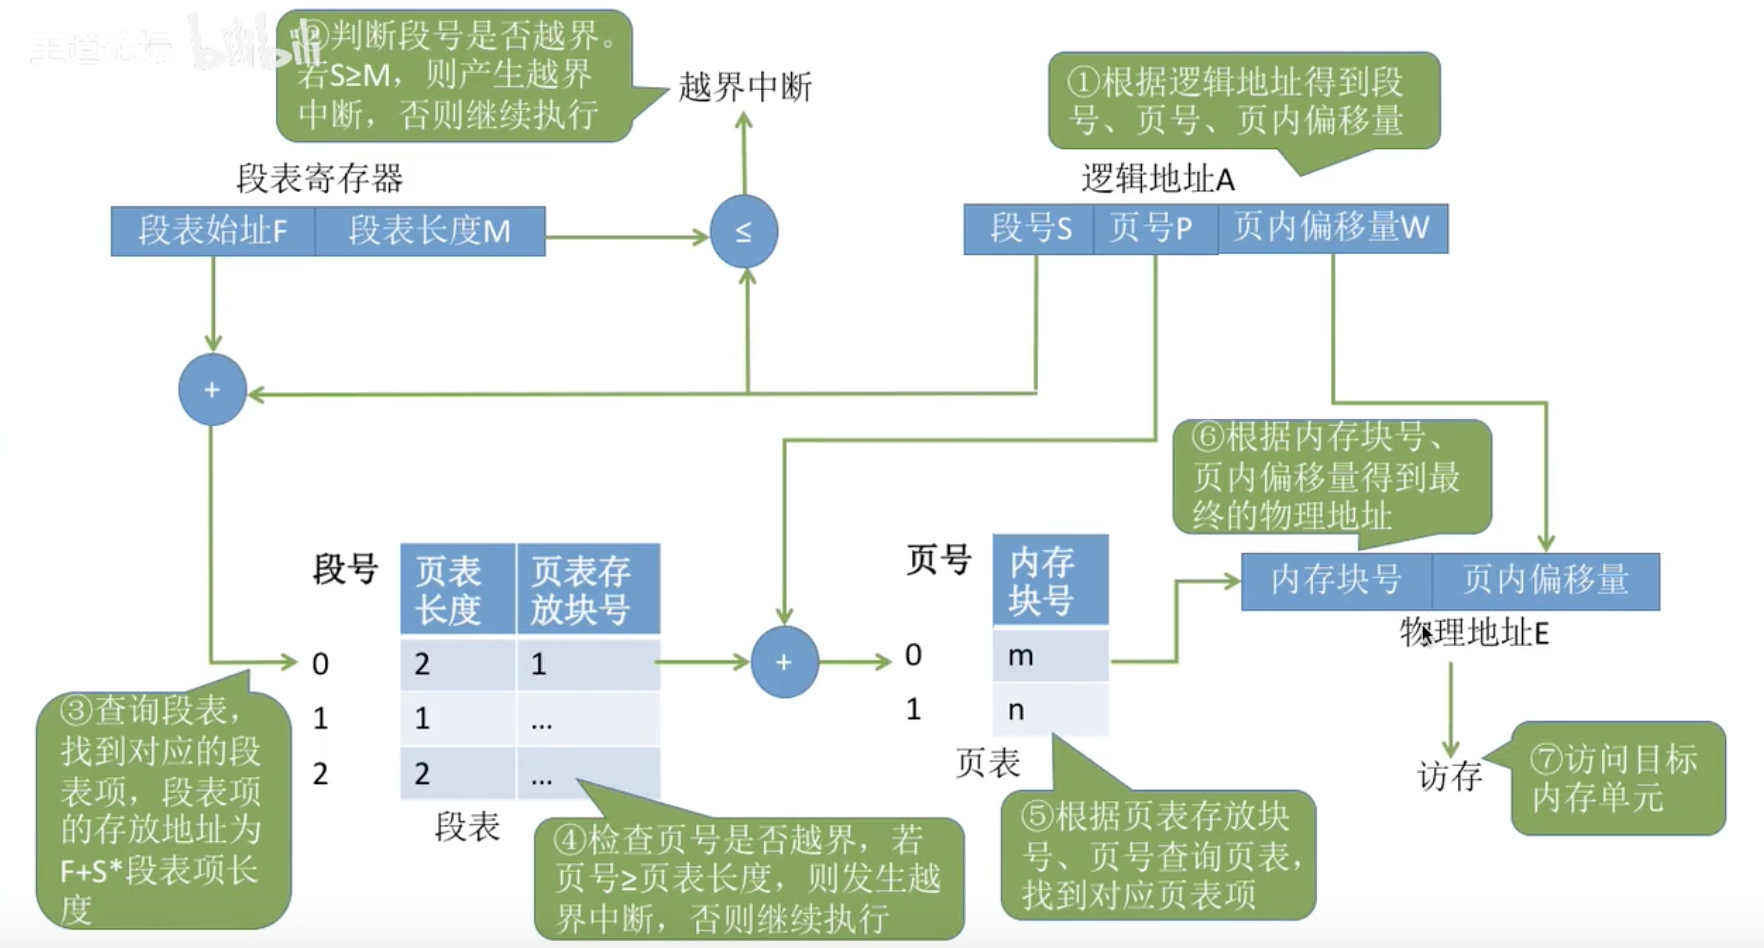 王道论坛 bilibili
②判断段号是否越界。
若S≥M，则产生越界
中断，否则继续执行
越界中断
①根据逻辑地址得到段
号、页号、页内偏移量
段表寄存器
逻辑地址A
段表始址F 段表长度M
≤
段号S 页号P 页内偏移量W
+
⑥根据内存块号、
页内偏移量得到最
终的物理地址
段号 页表长度 页表存放块号
0 2 1
1 1 ...
2 2 ...
段表
+
页号 内存块号
0 m
1 n
页表
内存块号 页内偏移量
物理地址E
访存
③查询段表，
找到对应的段
表项，段表项
的存放地址为
F+S*段表项长
度
④检查页号是否越界，若
页号≥页表长度，则发生越
界中断，否则继续执行
⑤根据页表存放块
号、页号查询页表，
找到对应页表项
⑦访问目标
内存单元